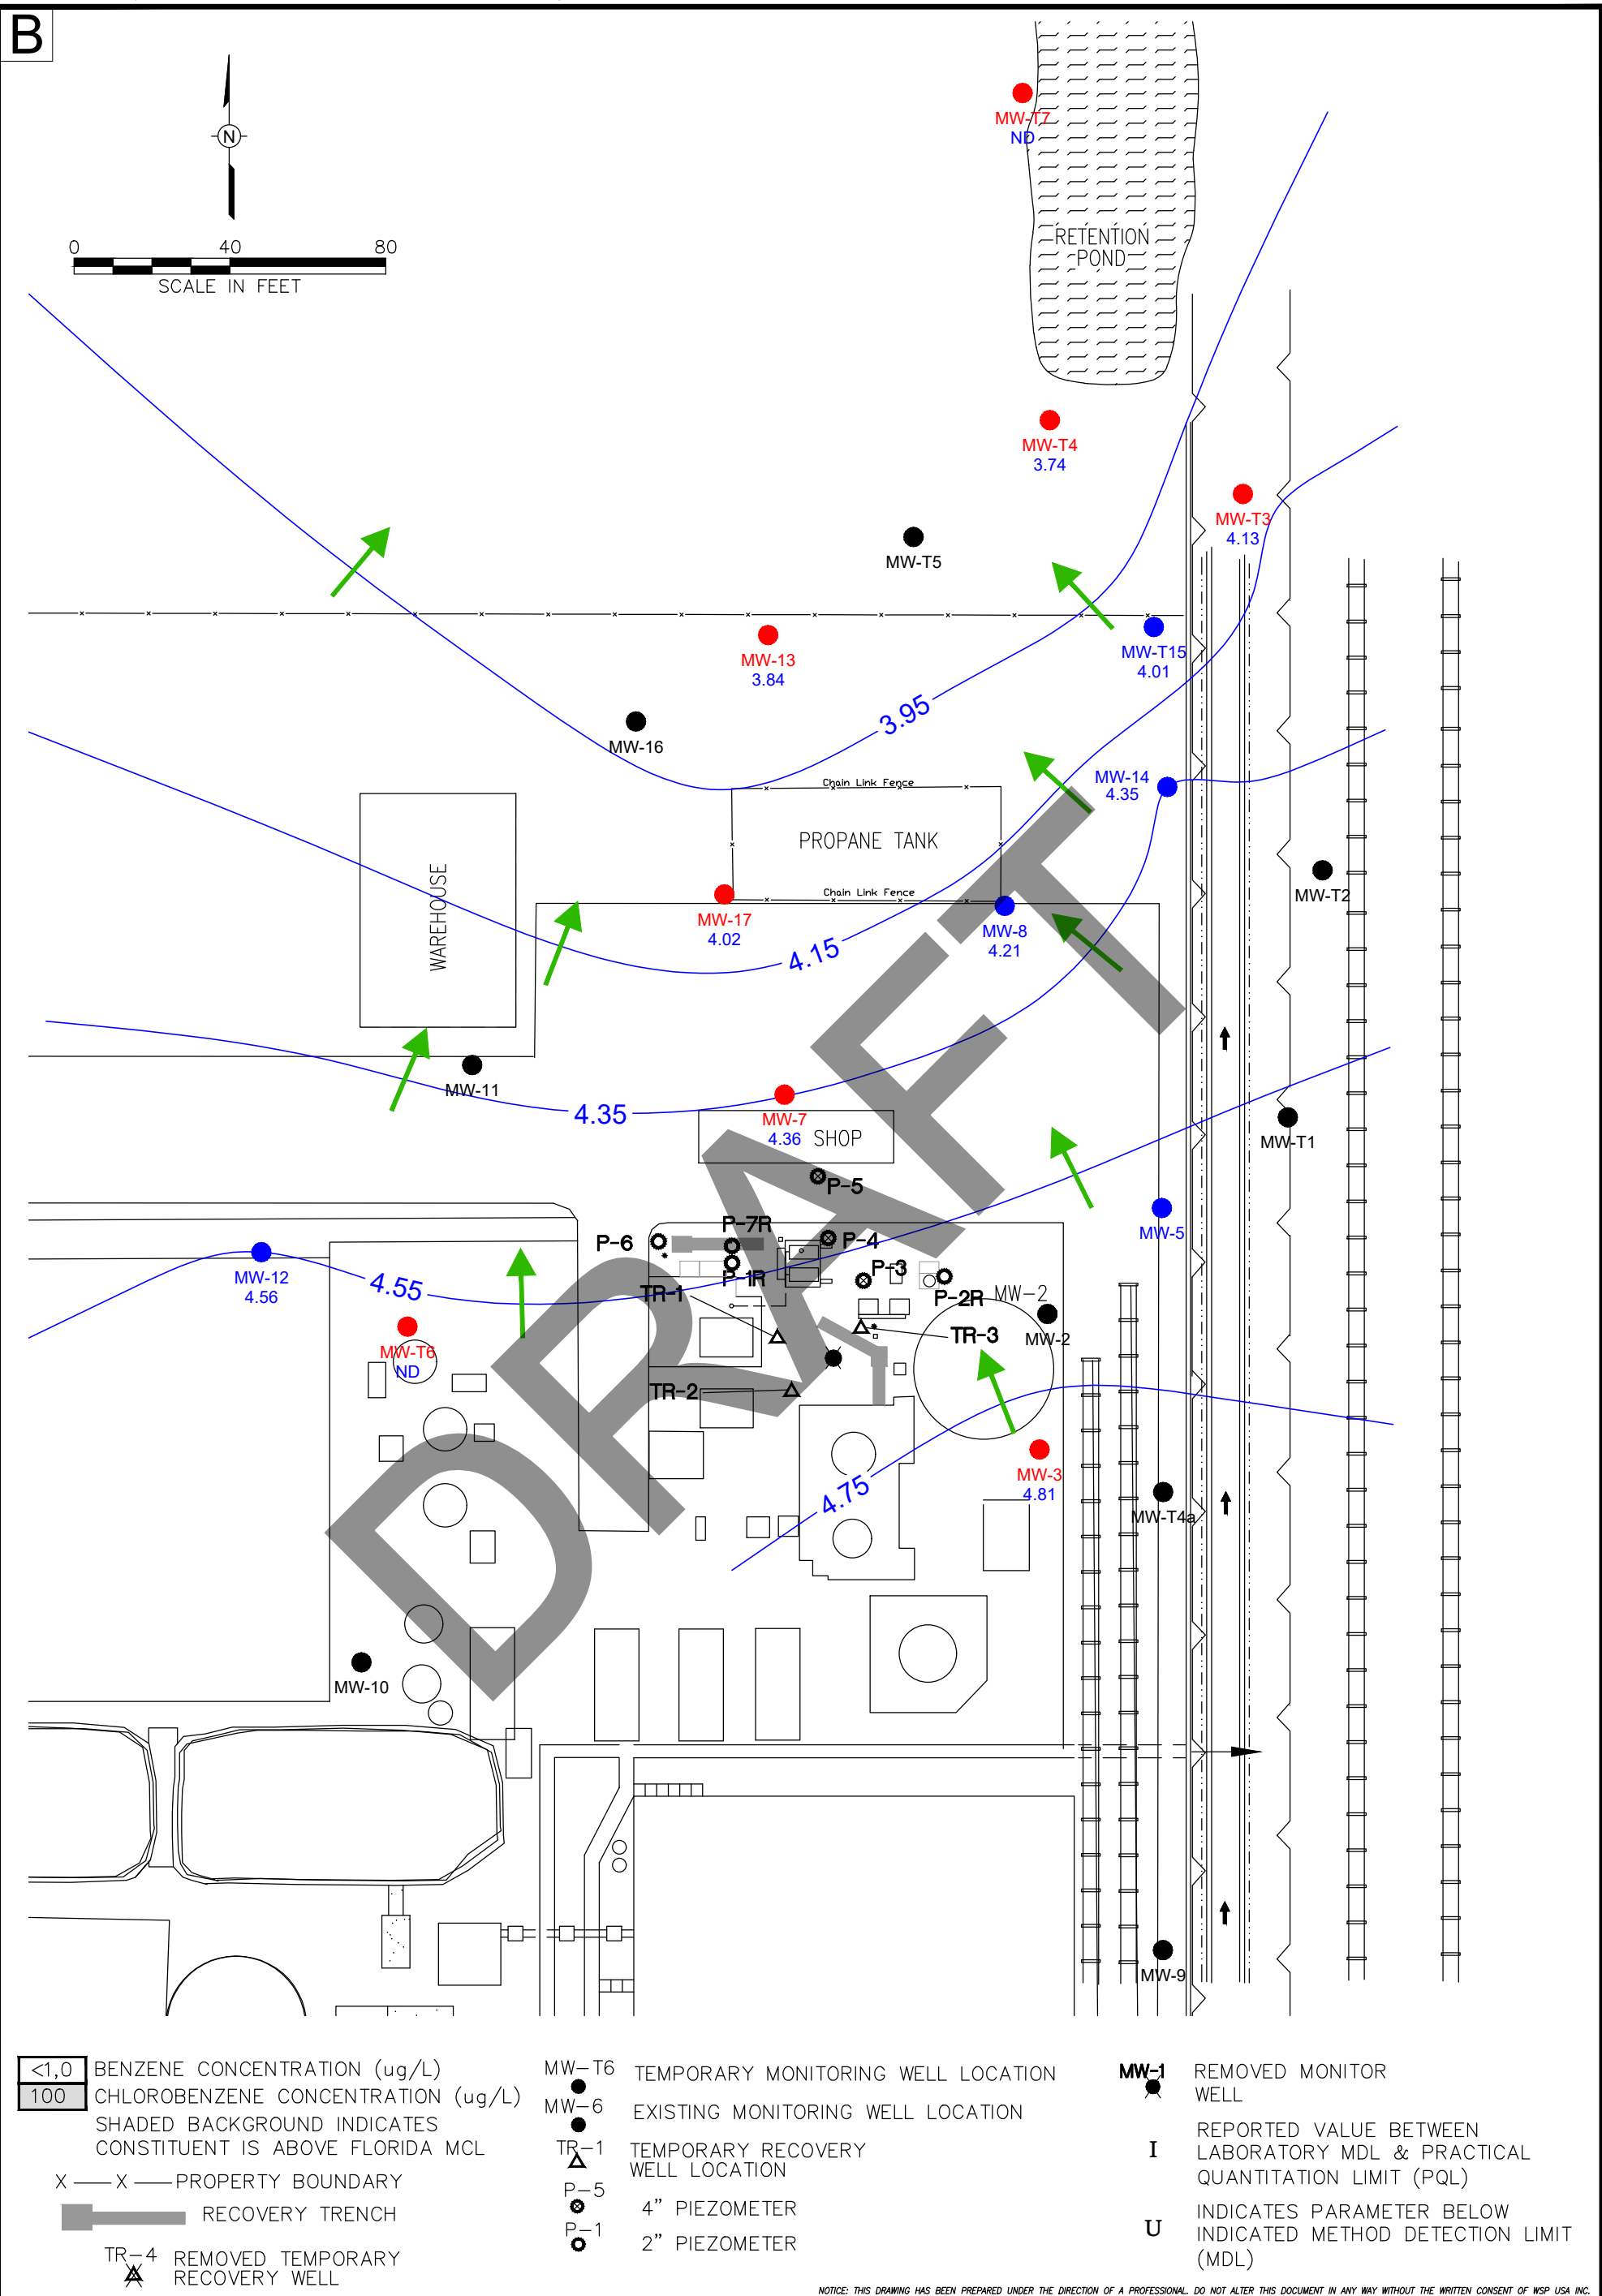 B
N
0 40 80
SCALE IN FEET
MW-T7
ND
RETENTION
POND
MW-T4
3.74
MW-T3
4.13
MW-T5
MW-T15
4.01
MW-13
3.84
MW-16
3.95
MW-14
4.35
Chain Link Fence
PROPANE TANK
Chain Link Fence
WAREHOUSE
MW-T2
MW-17
4.02
MW-8
4.21
4.15
MW-11
4.35
MW-7
4.36
SHOP
MW-T1
P-5
MW-5
P-7R
P-6
P-4
MW-12
4.56
4.55
P-1R
P-3
TR-1
P-2R
MW-2
MW-2
TR-3
MW-T6
ND
TR-2
MW-3
4.81
4.75
MW-T4a
MW-10
MW-9
DRAFT
<1,0 BENZENE CONCENTRATION (ug/L)
100 CHLOROBENZENE CONCENTRATION (ug/L)
SHADED BACKGROUND INDICATES
CONSTITUENT IS ABOVE FLORIDA MCL
X — X — PROPERTY BOUNDARY
RECOVERY TRENCH
TR-4 REMOVED TEMPORARY
RECOVERY WELL
MW-T6 TEMPORARY MONITORING WELL LOCATION
MW-6 EXISTING MONITORING WELL LOCATION
TR-1 TEMPORARY RECOVERY
WELL LOCATION
P-5
4" PIEZOMETER
P-1
2" PIEZOMETER
MW-1 REMOVED MONITOR
WELL
I REPORTED VALUE BETWEEN
LABORATORY MDL & PRACTICAL
QUANTITATION LIMIT (PQL)
U INDICATES PARAMETER BELOW
INDICATED METHOD DETECTION LIMIT
(MDL)
NOTICE: THIS DRAWING HAS BEEN PREPARED UNDER THE DIRECTION OF A PROFESSIONAL. DO NOT ALTER THIS DOCUMENT IN ANY WAY WITHOUT THE WRITTEN CONSENT OF WSP USA INC.